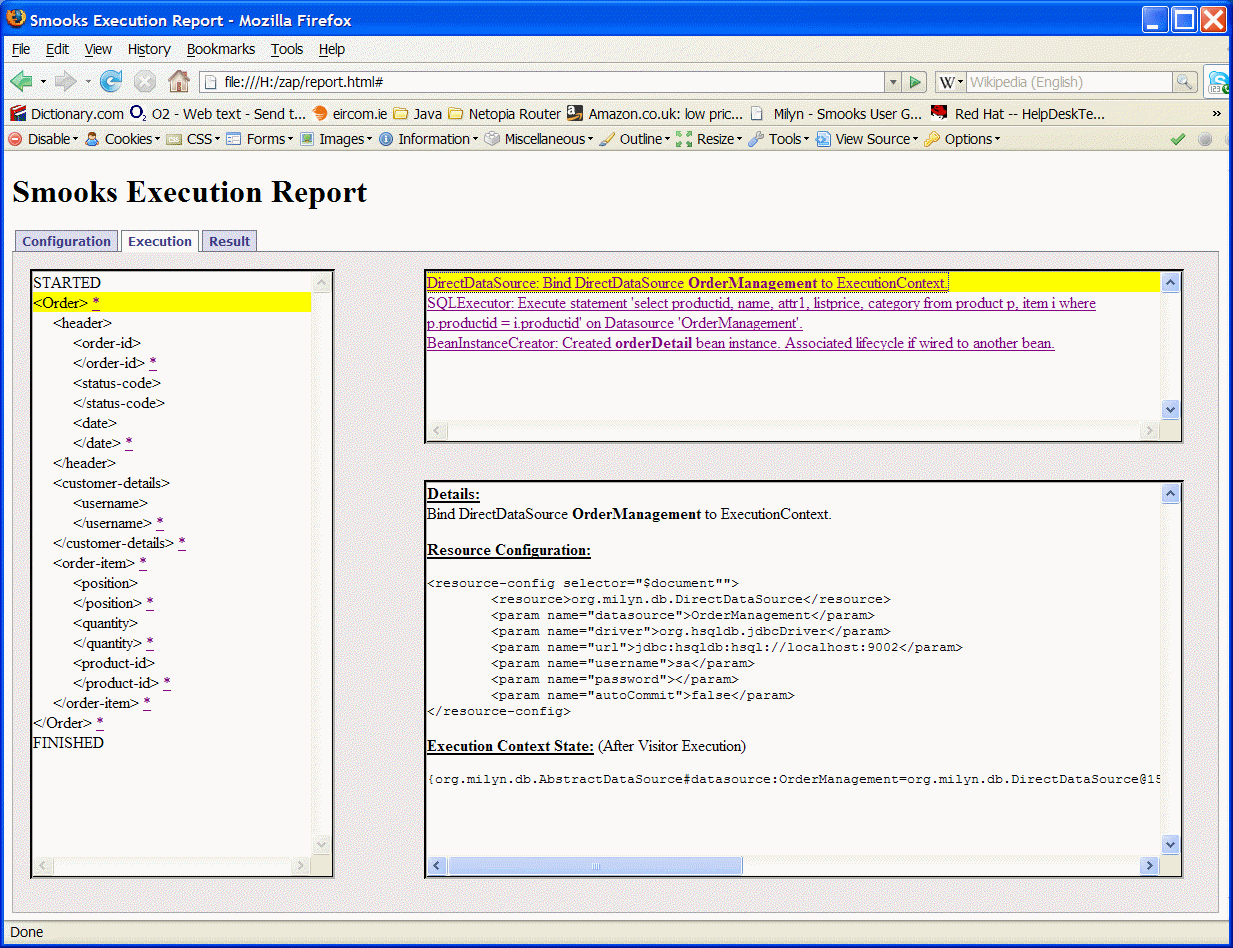 Smooks Execution Report - Mozilla Firefox
File Edit View History Bookmarks Tools Help
file:///H:/zap/report.html#
W Wikipedia (English)
Dictionary.com O2 - Web text - Send t... eircom.ie Java Netopia Router Amazon.co.uk: low pric... Milyn - Smooks User G... Red Hat -- HelpDeskTe... »
Disable Cookies CSS Forms Images Information Miscellaneous Outline Resize Tools View Source Options
Smooks Execution Report
Configuration Execution Result
STARTED
<Order> *
<header>
<order-id>
</order-id> *
<status-code>
</status-code>
<date>
</date> *
</header>
<customer-details>
<username>
</username> *
</customer-details> *
<order-item> *
<position>
</position> *
<quantity>
</quantity> *
<product-id>
</product-id> *
</order-item> *
</Order> *
FINISHED
DirectDataSource: Bind DirectDataSource OrderManagement to ExecutionContext.
SQLExecutor: Execute statement 'select productid, name, attr1, listprice, category from product p, item i where
p.productid = i.productid' on Datasource 'OrderManagement'.
BeanInstanceCreator: Created orderDetail bean instance. Associated lifecycle if wired to another bean.
Details:
Bind DirectDataSource OrderManagement to ExecutionContext.
Resource Configuration:
<resource-config selector="$document"">
<resource>org.milyn.db.DirectDataSource</resource>
<param name="datasource">OrderManagement</param>
<param name="driver">org.hsqldb.jdbcDriver</param>
<param name="url">jdbc:hsqldb:hsql://localhost:9002</param>
<param name="username">sa</param>
<param name="password"></param>
<param name="autoCommit">false</param>
</resource-config>
Execution Context State: (After Visitor Execution)
{org.milyn.db.AbstractDataSource#datasource:OrderManagement=org.milyn.db.DirectDataSource@15
Done